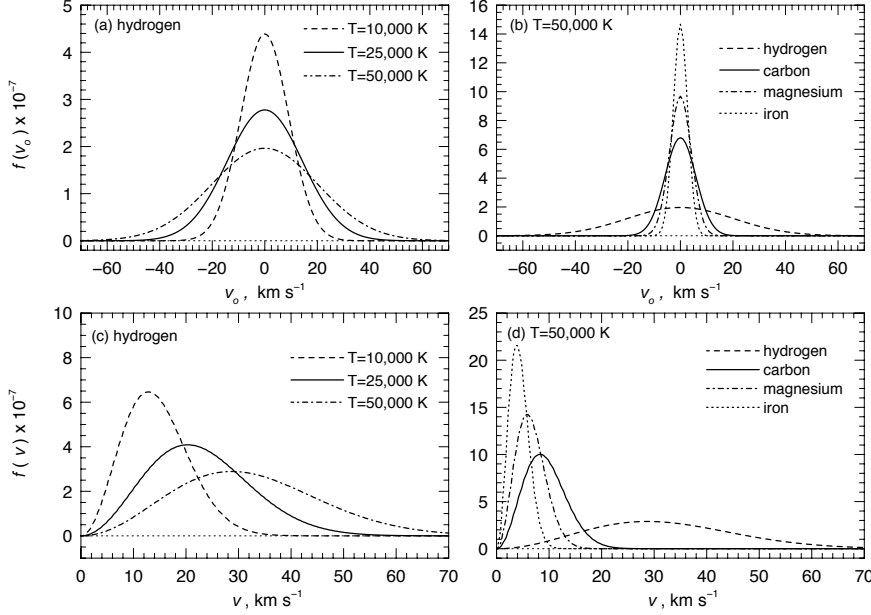 (a) hydrogen
T=10,000 K
T=25,000 K
T=50,000 K
5
4
3
2
1
0
f (vₒ) x 10⁻⁷
−60 −40 −20 0 20 40 60
vₒ , km s⁻¹
(b) T=50,000 K
hydrogen
carbon
magnesium
iron
16
14
12
10
8
6
4
2
0
−60 −40 −20 0 20 40 60
vₒ , km s⁻¹
(c) hydrogen
T=10,000 K
T=25,000 K
T=50,000 K
10
8
6
4
2
0
f ( v) x 10⁻⁷
0 10 20 30 40 50 60 70
v , km s⁻¹
(d) T=50,000 K
hydrogen
carbon
magnesium
iron
25
20
15
10
5
0
0 10 20 30 40 50 60 70
v , km s⁻¹